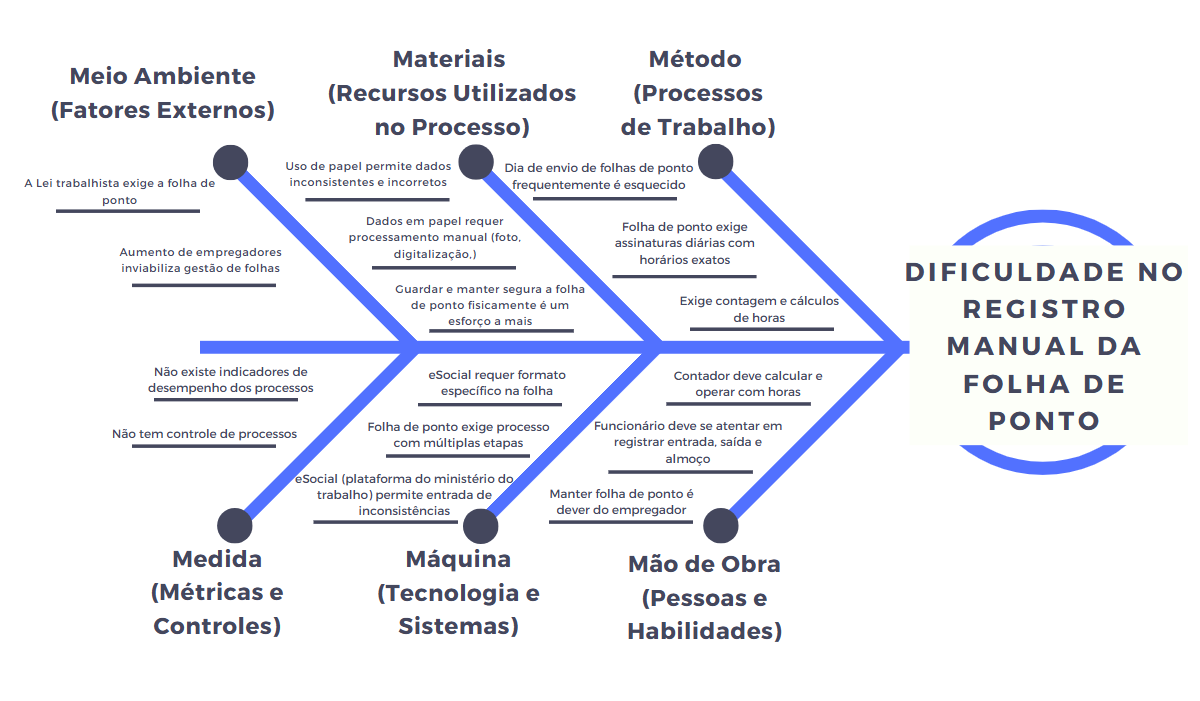 Meio Ambiente
(Fatores Externos)
Materiais
(Recursos Utilizados
no Processo)
Método
(Processos
de Trabalho)
A Lei trabalhista exige a folha de
ponto
Aumento de empregadores
inviabiliza gestão de folhas
Uso de papel permite dados
inconsistentes e incorretos
Dados em papel requer
processamento manual (foto,
digitalização,)
Guardar e manter segura a folha
de ponto fisicamente é um
esforço a mais
Dia de envio de folhas de ponto
frequentemente é esquecido
Folha de ponto exige
assinaturas diárias com
horários exatos
Exige contagem e cálculos
de horas
DIFICULDADE NO
REGISTRO
MANUAL DA
FOLHA DE
PONTO
Não existe indicadores de
desempenho dos processos
Não tem controle de processos
eSocial requer formato
específico na folha
Folha de ponto exige processo
com múltiplas etapas
eSocial (plataforma do ministério do
trabalho) permite entrada de
inconsistências
Contador deve calcular e
operar com horas
Funcionário deve se atentar em
registrar entrada, saída e
almoço
Manter folha de ponto é
dever do empregador
Medida
(Métricas e
Controles)
Máquina
(Tecnologia e
Sistemas)
Mão de Obra
(Pessoas e
Habilidades)